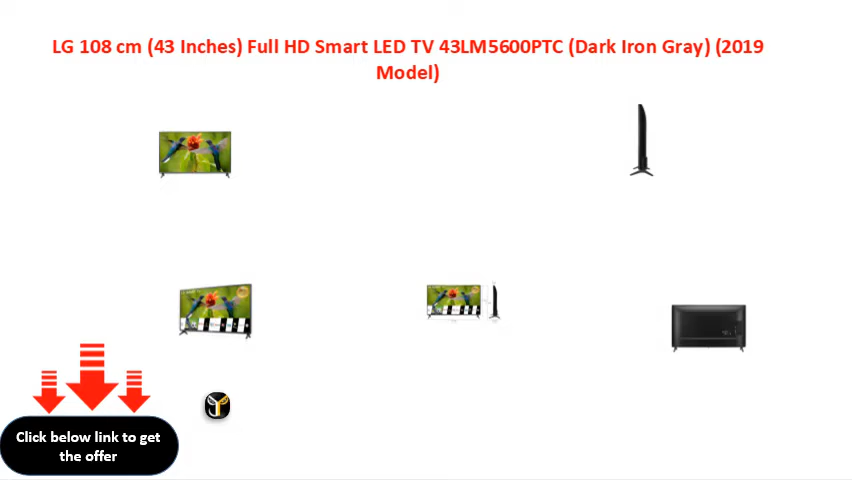 LG 108 cm (43 Inches) Full HD Smart LED TV 43LM5600PTC (Dark Iron Gray) (2019
Model)
Click below link to get
the offer